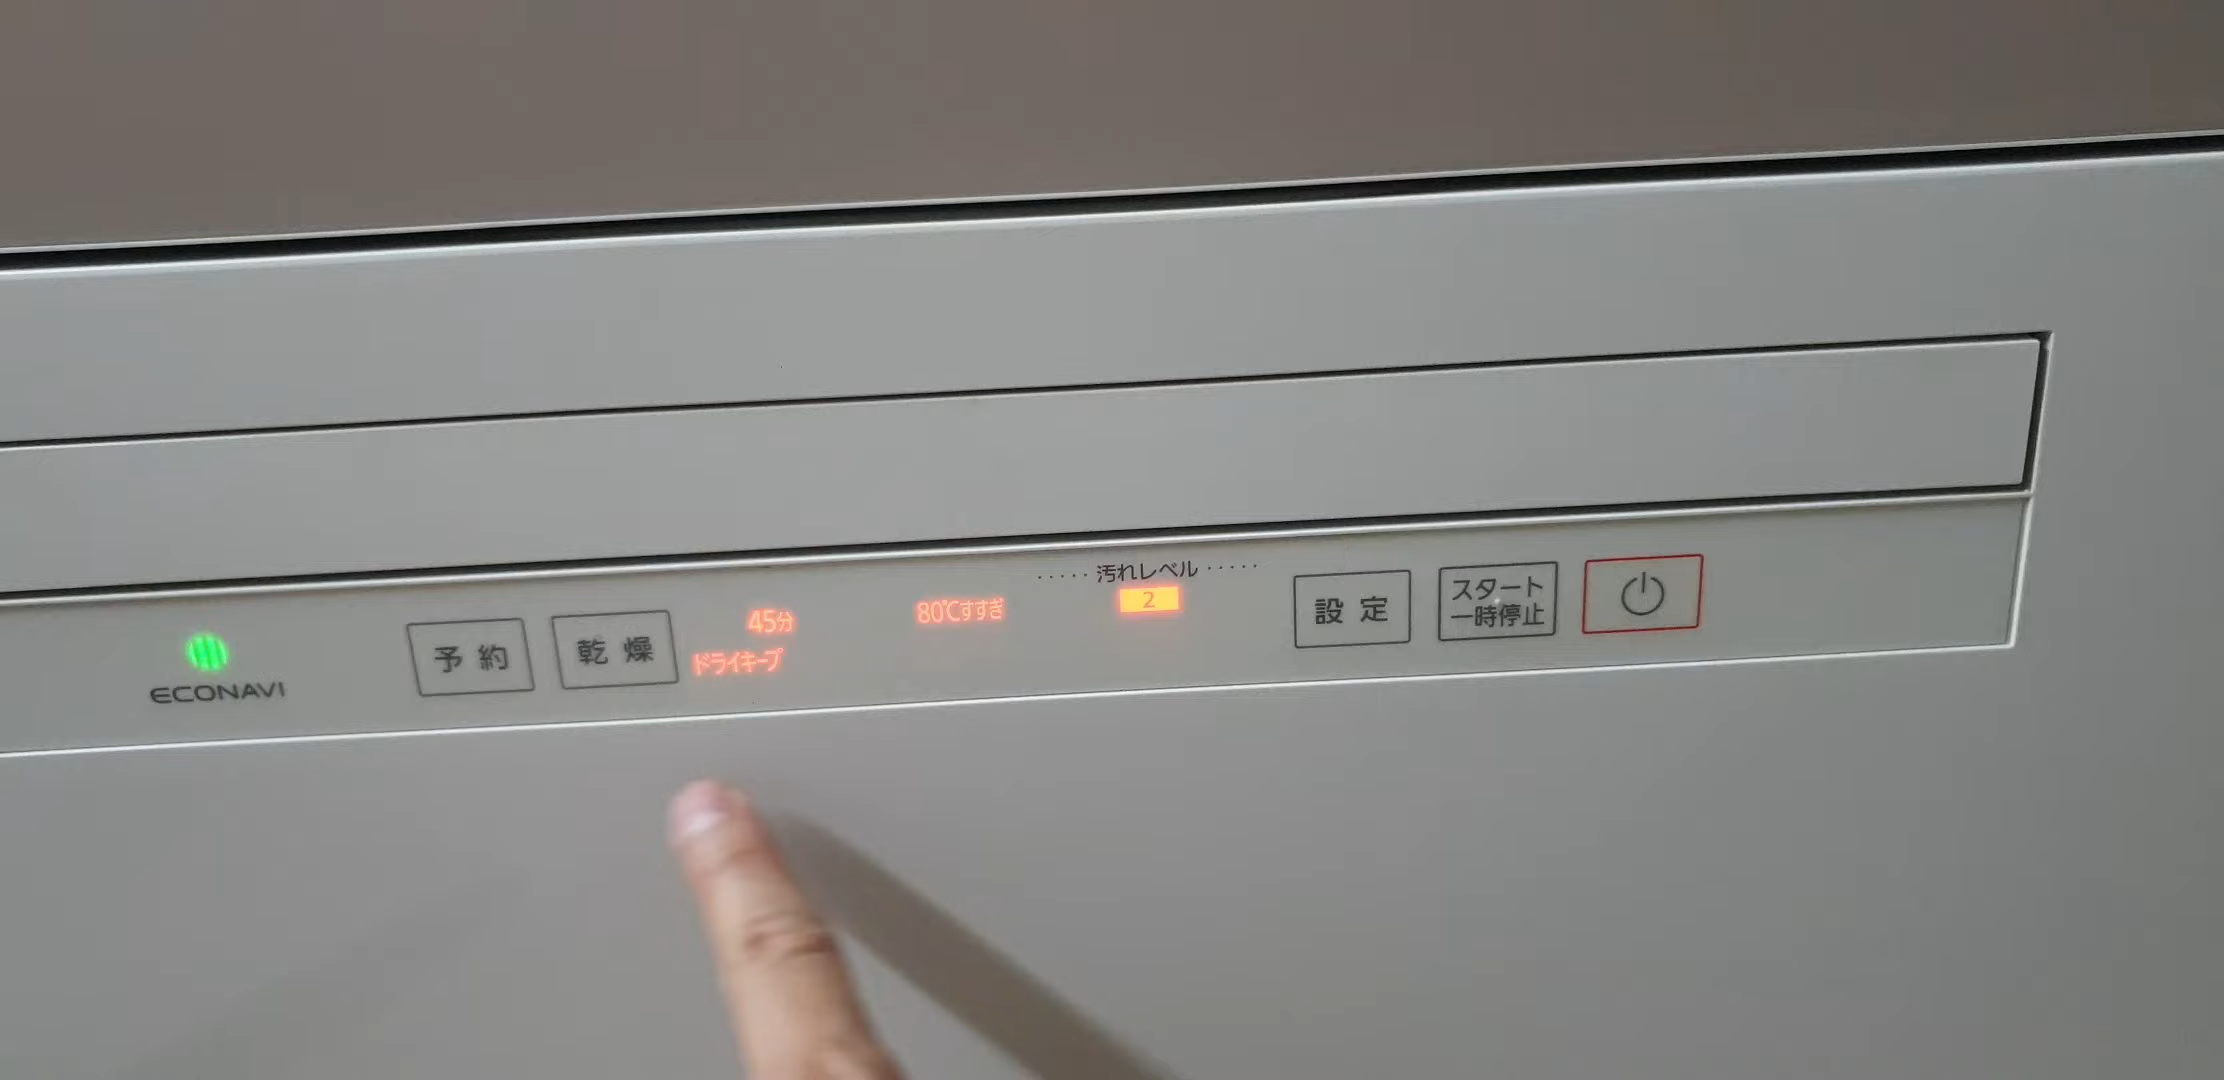 ECONAVI
予約
乾燥
45分
ドライキープ
80℃すすぎ
汚れレベル
2
設定
スタート
一時停止